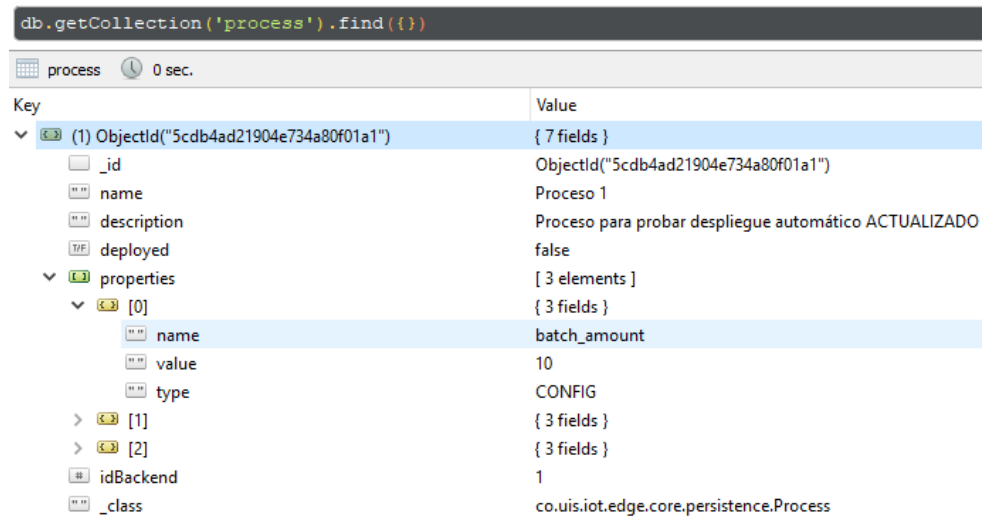 db.getCollection('process').find({})
process 0 sec.
Key Value
(1) ObjectId("5cdb4ad21904e734a80f01a1") { 7 fields }
_id ObjectId("5cdb4ad21904e734a80f01a1")
name Proceso 1
description Proceso para probar despliegue automático ACTUALIZADO
T/F deployed false
properties [ 3 elements ]
[0] { 3 fields }
name batch_amount
value 10
type CONFIG
[1] { 3 fields }
[2] { 3 fields }
# idBackend 1
_class co.uis.iot.edge.core.persistence.Process